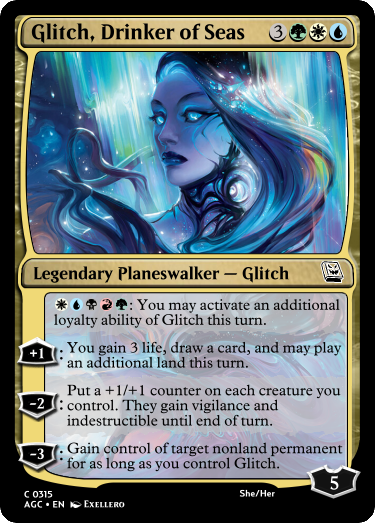 Glitch, Drinker of Seas 3
Legendary Planeswalker — Glitch
: You may activate an additional
loyalty ability of Glitch this turn.
+1: You gain 3 life, draw a card, and may play
an additional land this turn.
-2: Put a +1/+1 counter on each creature you
control. They gain vigilance and
indestructible until end of turn.
-3: Gain control of target nonland permanent
for as long as you control Glitch.
5
C 0315
She/Her
AGC • EN Exellero